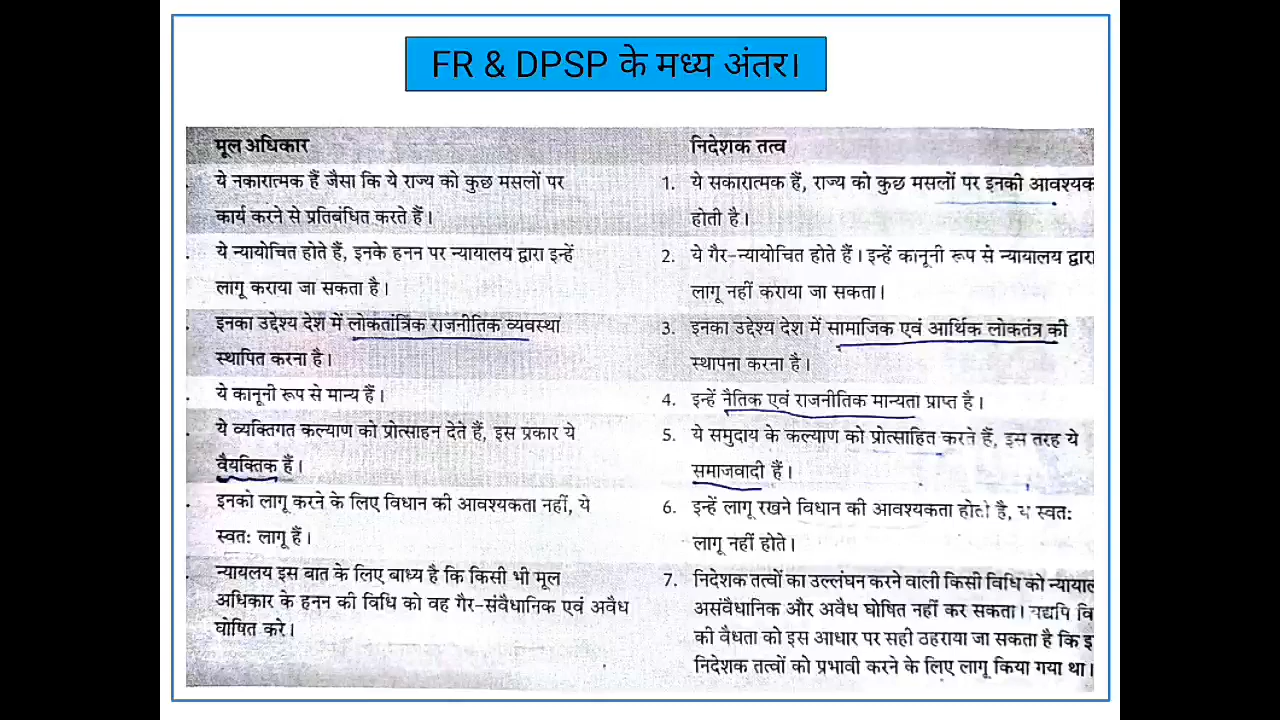 FR & DPSP के मध्य अंतर।
मूल अधिकार
ये नकारात्मक हैं जैसा कि ये राज्य को कुछ मसलों पर
कार्य करने से प्रतिबंधित करते हैं।
ये न्यायोचित होते हैं, इनके हनन पर न्यायालय द्वारा इन्हें
लागू कराया जा सकता है।
इनका उद्देश्य देश में लोकतांत्रिक राजनीतिक व्यवस्था
स्थापित करना है।
ये कानूनी रूप से मान्य हैं।
ये व्यक्तिगत कल्याण को प्रोत्साहन देते हैं, इस प्रकार ये
वैयक्तिक हैं।
इनको लागू करने के लिए विधान की आवश्यकता नहीं, ये
स्वत: लागू हैं।
न्यायलय इस बात के लिए बाध्य है कि किसी भी मूल
अधिकार के हनन की विधि को वह गैर-संवैधानिक एवं अवैध
घोषित करे।
निदेशक तत्व
1. ये सकारात्मक हैं, राज्य को कुछ मसलों पर इनकी आवश्यक
होती है।
2. ये गैर-न्यायोचित होते हैं। इन्हें कानूनी रूप से न्यायालय द्वारा
लागू नहीं कराया जा सकता।
3. इनका उद्देश्य देश में सामाजिक एवं आर्थिक लोकतंत्र की
स्थापना करना है।
4. इन्हें नैतिक एवं राजनीतिक मान्यता प्राप्त है।
5. ये समुदाय के कल्याण को प्रोत्साहित करते हैं, इस तरह ये
समाजवादी हैं।
6. इन्हें लागू रखने विधान की आवश्यकता होती है, ये स्वत:
लागू नहीं होते।
7. निदेशक तत्वों का उल्लंघन करने वाली किसी विधि को न्याया
असंवैधानिक और अवैध घोषित नहीं कर सकता। यद्यपि वि
की वैधता को इस आधार पर सही ठहराया जा सकता है कि इ
निदेशक तत्वों को प्रभावी करने के लिए लागू किया गया था।